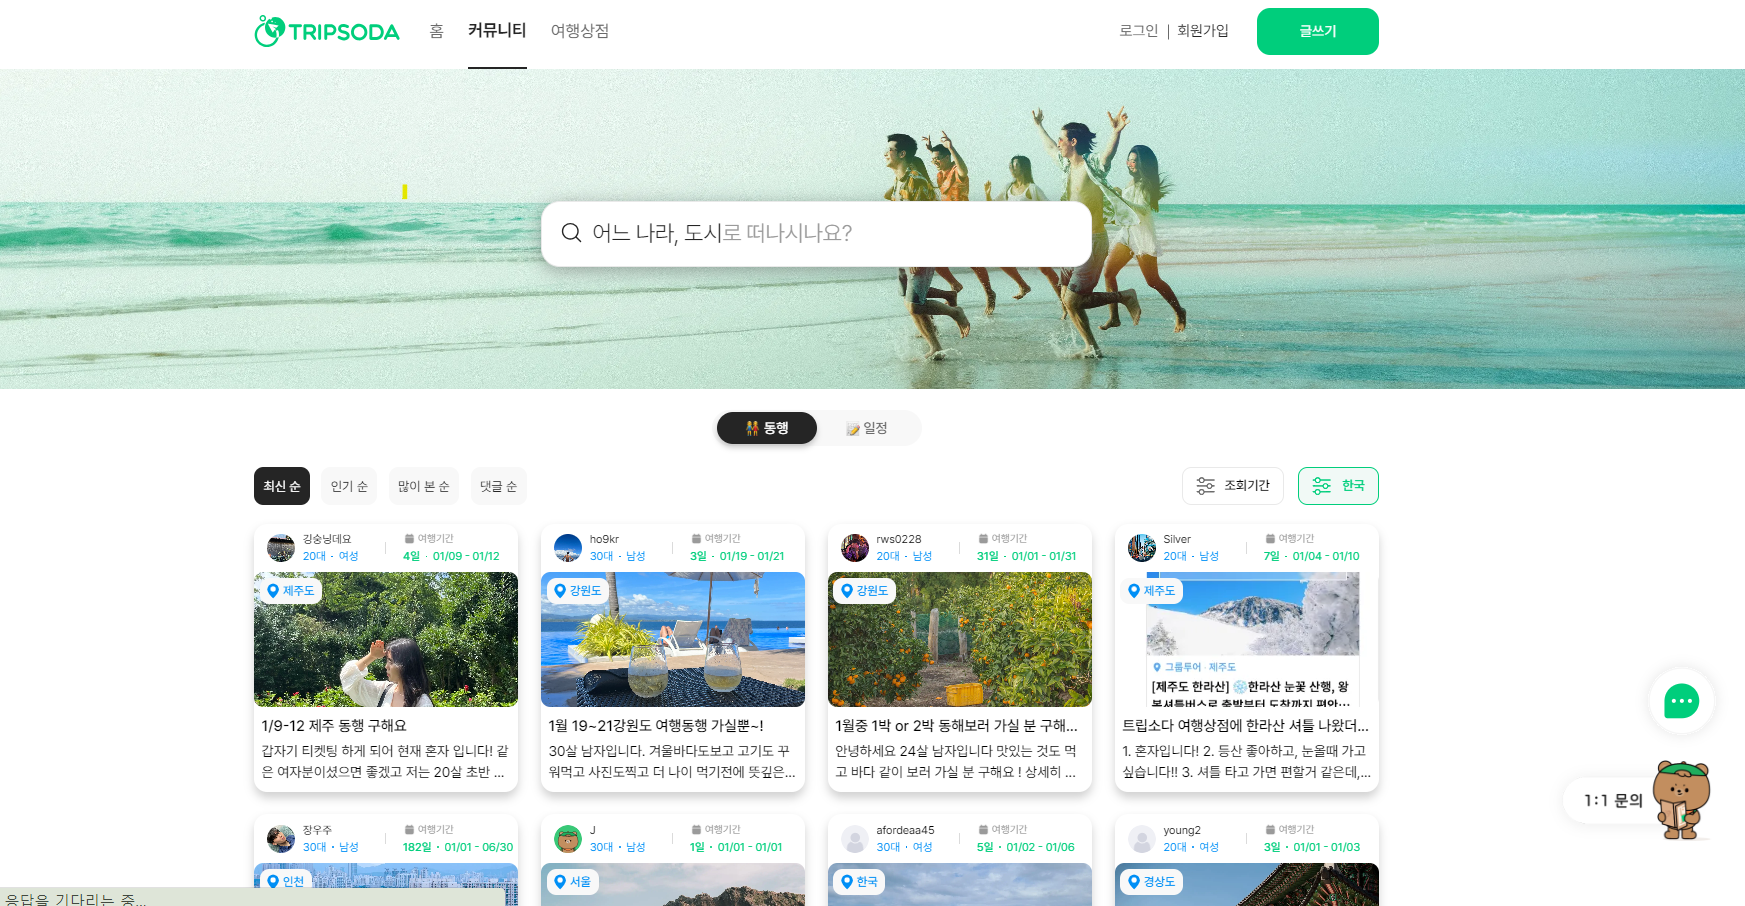 TRIPSODA 홈 커뮤니티 여행상점 로그인 | 회원가입 글쓰기
어느 나라, 도시로 떠나시나요?
동행 일정
최신 순 인기 순 많이 본 순 댓글 순 조회기간 한국
깅숭닝데요 여행기간
20대 · 여성 4일 · 01/09 - 01/12
제주도
1/9-12 제주 동행 구해요
갑자기 티켓팅 하게 되어 현재 혼자 입니다! 같
은 여자분이셨으면 좋겠고 저는 20살 초반 ...
ho9kr 여행기간
30대 · 남성 3일 · 01/19 - 01/21
강원도
1월 19~21강원도 여행동행 가실뿐~!
30살 남자입니다. 겨울바다도보고 고기도 꾸
워먹고 사진도찍고 더 나이 먹기전에 뜻깊은...
rws0228 여행기간
20대 · 남성 31일 · 01/01 - 01/31
강원도
1월중 1박 or 2박 동해보러 가실 분 구해...
안녕하세요 24살 남자입니다 맛있는 것도 먹
고 바다 같이 보러 가실 분 구해요 ! 상세히 ...
Silver 여행기간
20대 · 남성 7일 · 01/04 - 01/10
제주도
그룹투어 · 제주도
[제주도 한라산] 한라산 눈꽃 산행, 왕
복셔틀버스로 출발부터 도착까지 편안...
트립소다 여행상점에 한라산 셔틀 나왔더...
1. 혼자입니다! 2. 등산 좋아하고, 눈올때 가고
싶습니다!! 3. 셔틀 타고 가면 편할거 같은데,...
1:1 문의
장우주 여행기간
30대 · 남성 182일 · 01/01 - 06/30
인천
J 여행기간
30대 · 남성 1일 · 01/01 - 01/01
서울
afordeaa45 여행기간
30대 · 여성 5일 · 01/02 - 01/06
한국
young2 여행기간
20대 · 여성 3일 · 01/01 - 01/03
경상도
응답을 기다리는 중...